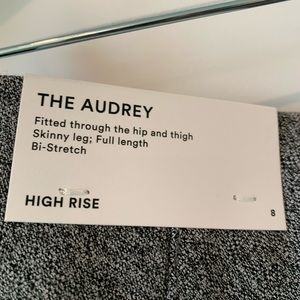 THE AUDREY
Fitted through the hip and thigh
Skinny leg; Full length
Bi-Stretch
HIGH RISE
8